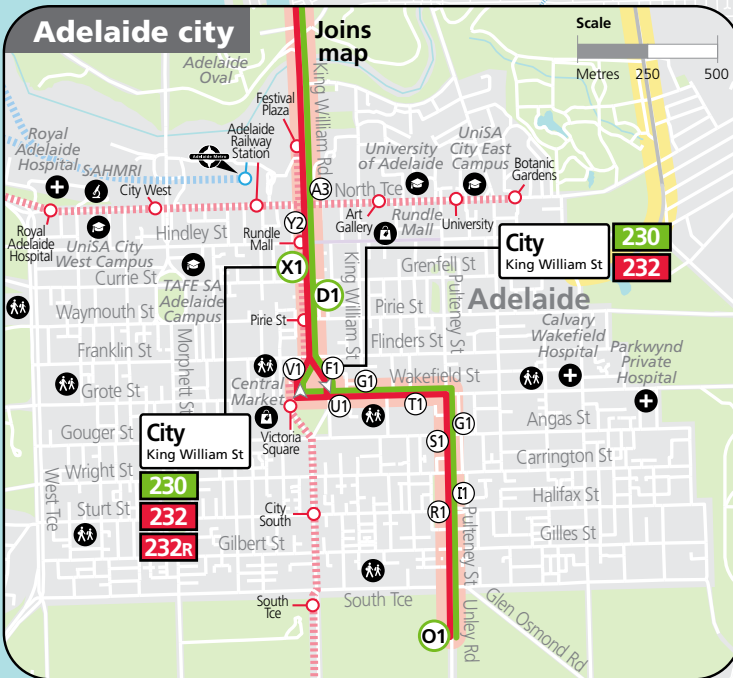 Adelaide city
Joins
map
Scale
Metres 250 500
Adelaide
Oval
King William Rd
Festival
Plaza
Adelaide
Railway
Station
Adelaide Metro
Royal
Adelaide
Hospital
SAHMRI
City West
University
of Adelaide
UniSA
City East
Campus
Botanic
Gardens
A3
North Tce
Royal
Adelaide
Hospital
UniSA City
West Campus
Hindley St
Y2
Rundle
Mall
Art
Gallery
Rundle
Mall
University
City
King William St
230
232
Currie St
X1
King William St
Grenfell St
Pulteney St
TAFE SA
Adelaide
Campus
D1
Adelaide
Waymouth St
Pirie St
Pirie St
Franklin St
Morphett St
Flinders St
Calvary
Wakefield
Hospital
Parkwynd
Private
Hospital
Grote St
V1
F1
G1
Wakefield St
Central
Market
U1
T1
G1
Angas St
Gouger St
City
King William St
230
232
232R
Victoria
Square
S1
Carrington St
Wright St
West Tce
Sturt St
I1
Halifax St
City
South
R1
Pulteney St
Gilles St
Gilbert St
South
Tce
South Tce
Unley Rd
Glen Osmond Rd
O1